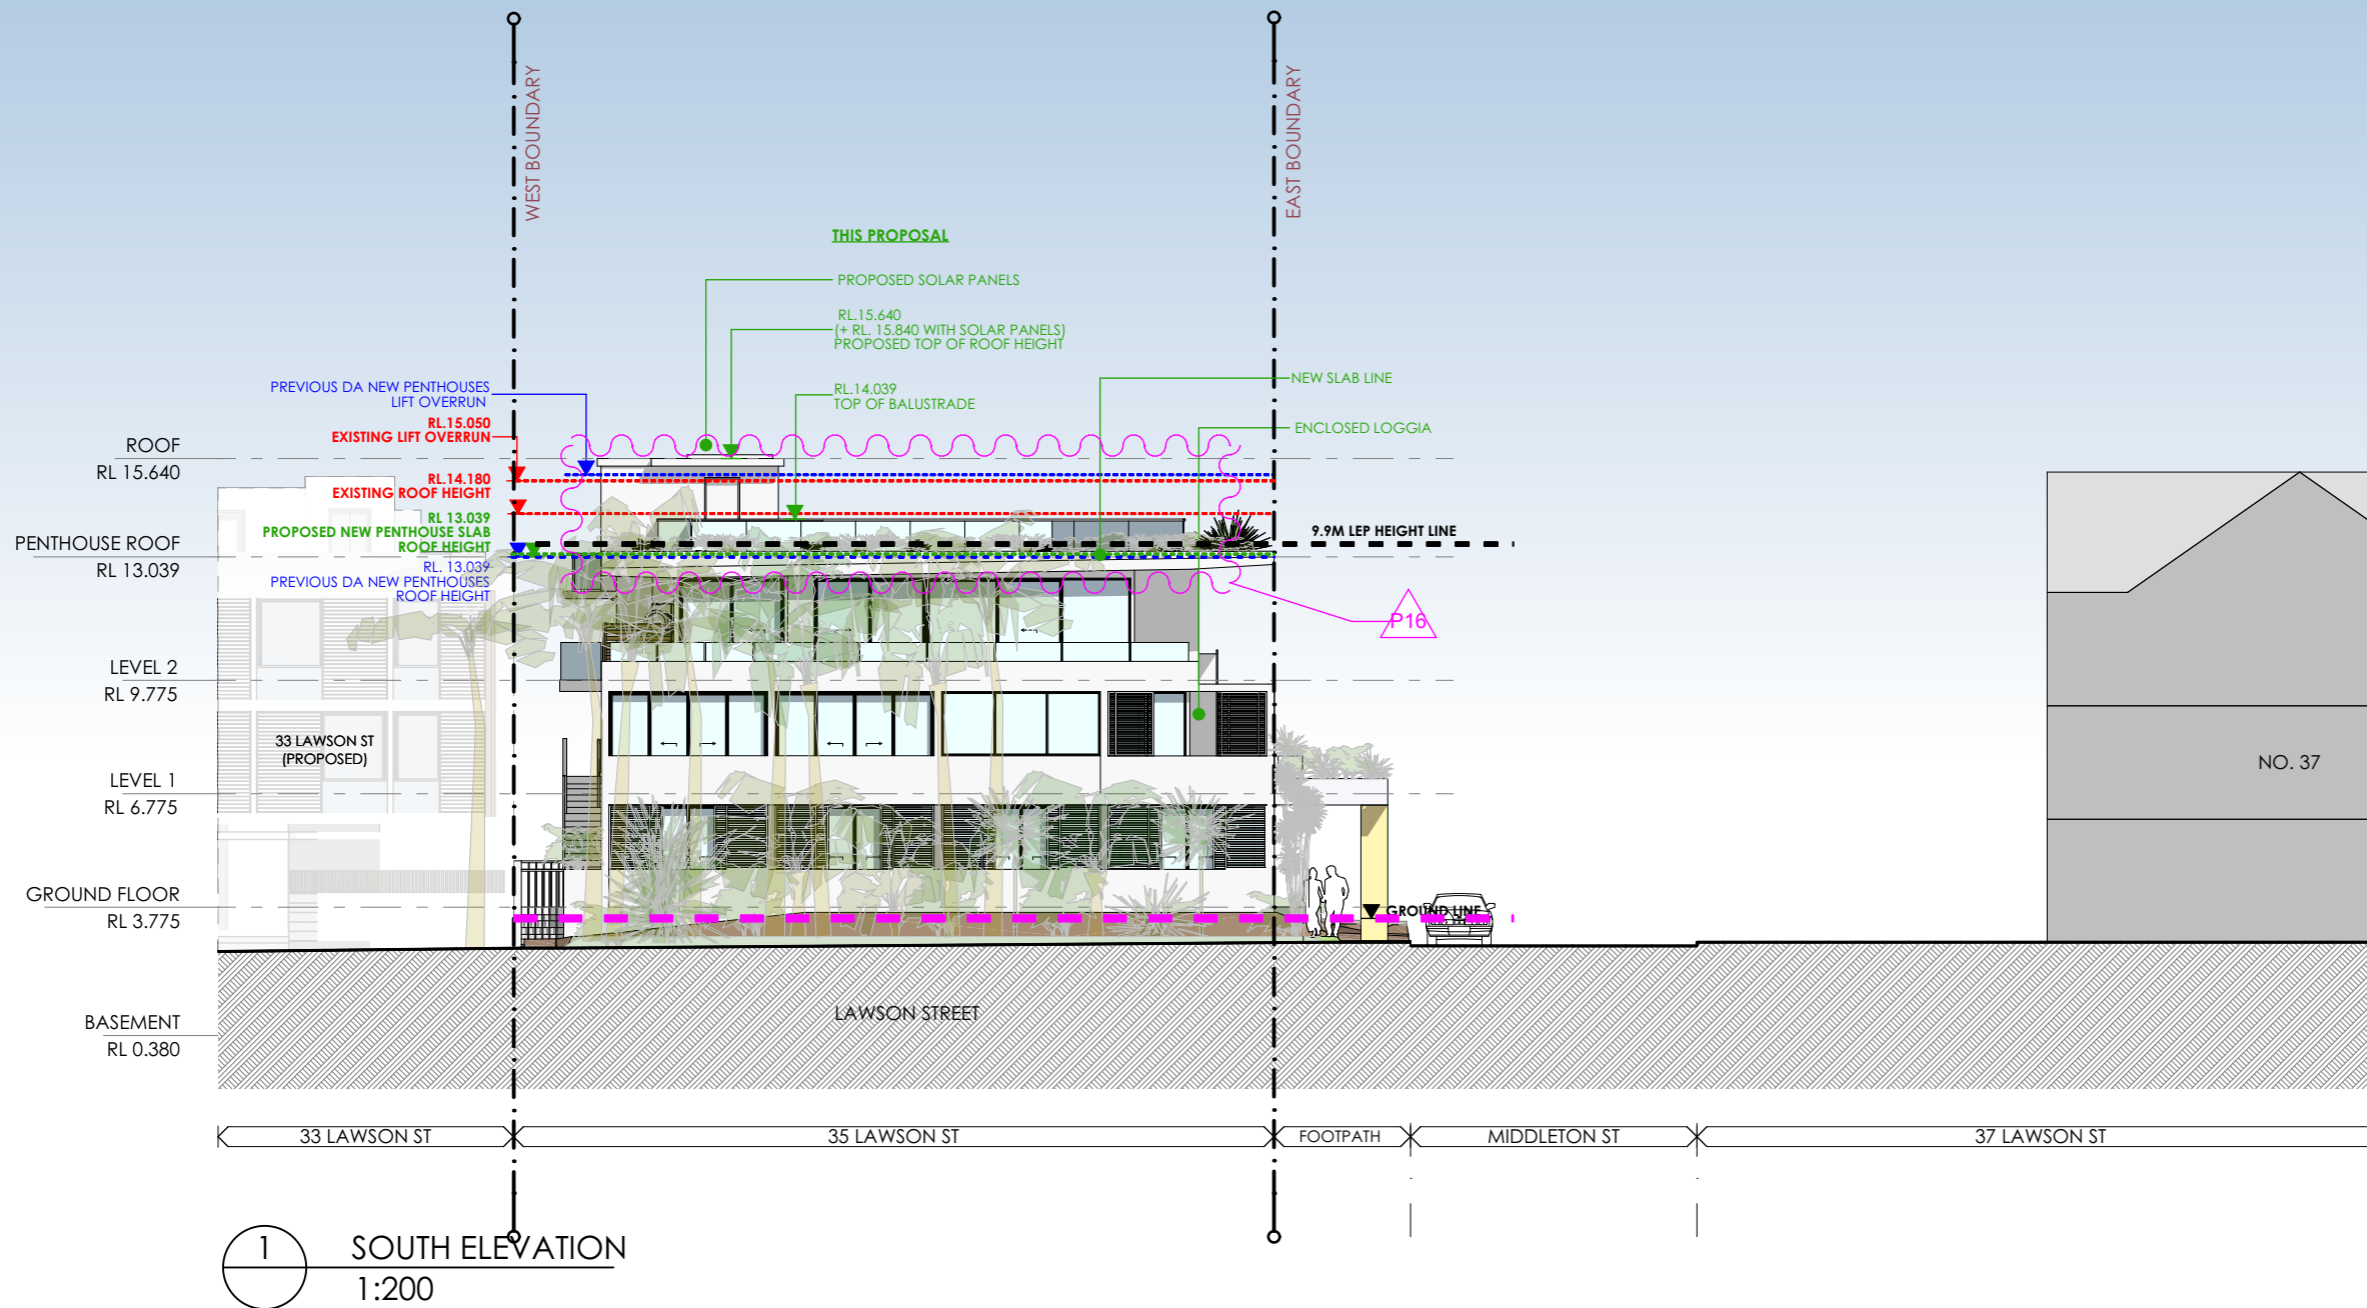 WEST BOUNDARY
EAST BOUNDARY
THIS PROPOSAL
PROPOSED SOLAR PANELS
RL.15.640
(+ RL. 15.840 WITH SOLAR PANELS)
PROPOSED TOP OF ROOF HEIGHT
RL.14.039
TOP OF BALUSTRADE
NEW SLAB LINE
ENCLOSED LOGGIA
PREVIOUS DA NEW PENTHOUSES
LIFT OVERRUN
RL.15.050
EXISTING LIFT OVERRUN
RL.14.180
EXISTING ROOF HEIGHT
RL 13.039
PROPOSED NEW PENTHOUSE SLAB
ROOF HEIGHT
RL. 13.039
PREVIOUS DA NEW PENTHOUSES
ROOF HEIGHT
ROOF
RL 15.640
PENTHOUSE ROOF
RL 13.039
LEVEL 2
RL 9.775
LEVEL 1
RL 6.775
GROUND FLOOR
RL 3.775
BASEMENT
RL 0.380
9.9M LEP HEIGHT LINE
P16
33 LAWSON ST
(PROPOSED)
NO. 37
GROUND LINE
LAWSON STREET
33 LAWSON ST
35 LAWSON ST
FOOTPATH
MIDDLETON ST
37 LAWSON ST
1
SOUTH ELEVATION
1:200